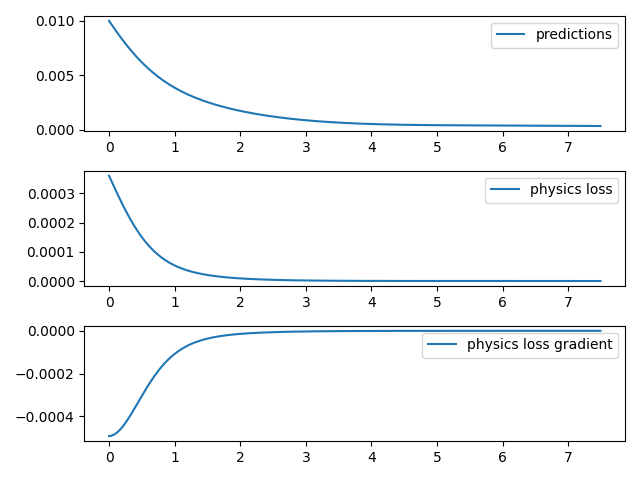 0.010
0.005
0.000
predictions
0 1 2 3 4 5 6 7
0.0003
0.0002
0.0001
0.0000
physics loss
0 1 2 3 4 5 6 7
0.0000
−0.0002
−0.0004
physics loss gradient
0 1 2 3 4 5 6 7